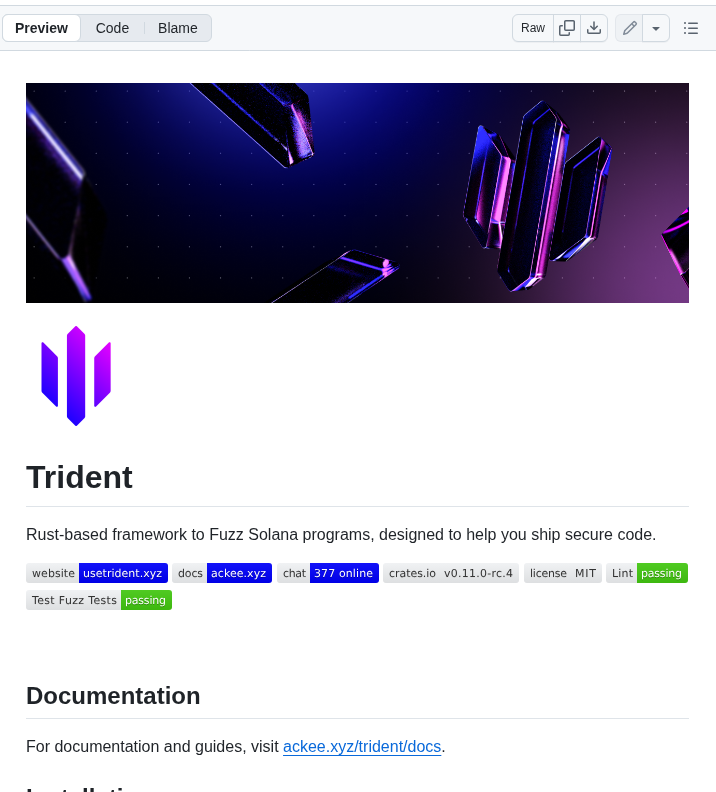 Preview Code Blame Raw
Trident
Rust-based framework to Fuzz Solana programs, designed to help you ship secure code.
website usetrident.xyz docs ackee.xyz chat 377 online crates.io v0.11.0-rc.4 license MIT Lint passing
Test Fuzz Tests passing
Documentation
For documentation and guides, visit ackee.xyz/trident/docs.